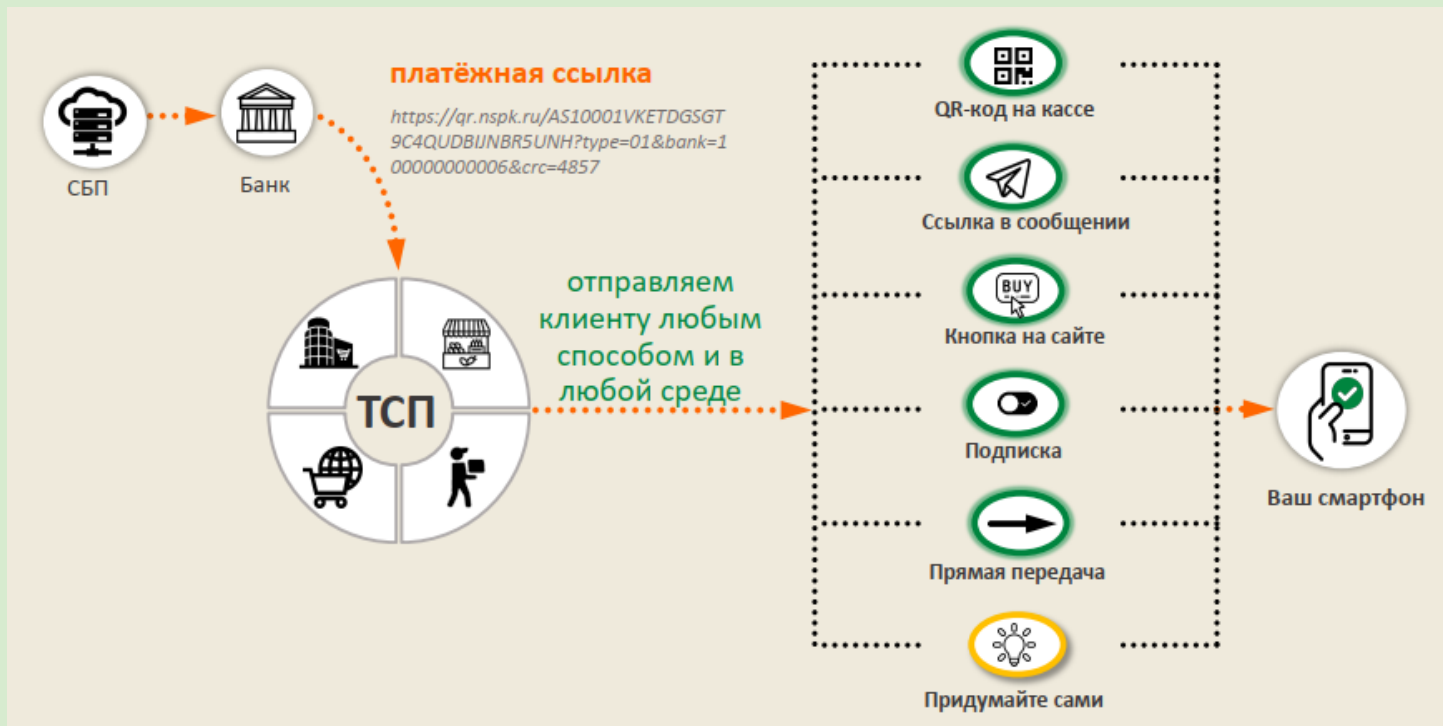 СБП
Банк
платёжная ссылка
https://qr.nspk.ru/AS10001VKETDGSGT
9C4QUDBIJNBR5UNH?type=01&bank=1
00000000006&crc=4857
ТСП
отправляем
клиенту любым
способом и в
любой среде
QR-код на кассе
Ссылка в сообщении
BUY
Кнопка на сайте
Подписка
Прямая передача
Придумайте сами
Ваш смартфон